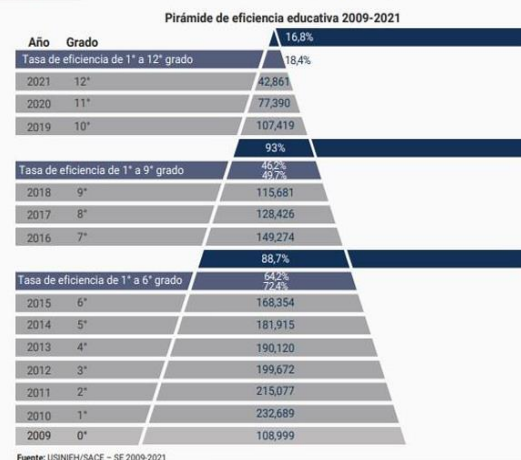 Pirámide de eficiencia educativa 2009-2021
16,8%
Año Grado
Tasa de eficiencia de 1° a 12° grado 18,4%
2021 12° 42,861
2020 11° 77,390
2019 10° 107,419
93%
Tasa de eficiencia de 1° a 9° grado 46,2%
49,7%
2018 9° 115,681
2017 8° 128,426
2016 7° 149,274
88,7%
Tasa de eficiencia de 1° a 6° grado 64,2%
72,4%
2015 6° 168,354
2014 5° 181,915
2013 4° 190,120
2012 3° 199,672
2011 2° 215,077
2010 1° 232,689
2009 0° 108,999
Fuente: USINIEH/SACE – SE 2009-2021